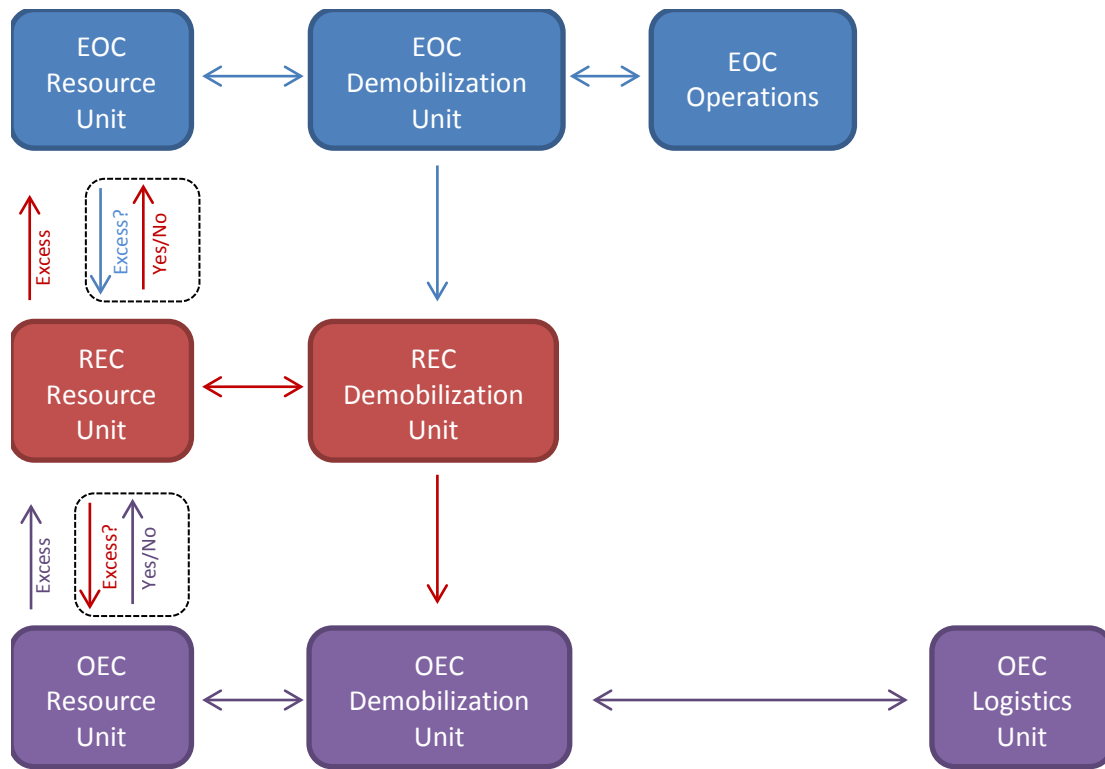 EOC
Resource
Unit
EOC
Demobilization
Unit
EOC
Operations
Excess
Excess?
Yes/No
REC
Resource
Unit
REC
Demobilization
Unit
Excess
Excess?
Yes/No
OEC
Resource
Unit
OEC
Demobilization
Unit
OEC
Logistics
Unit